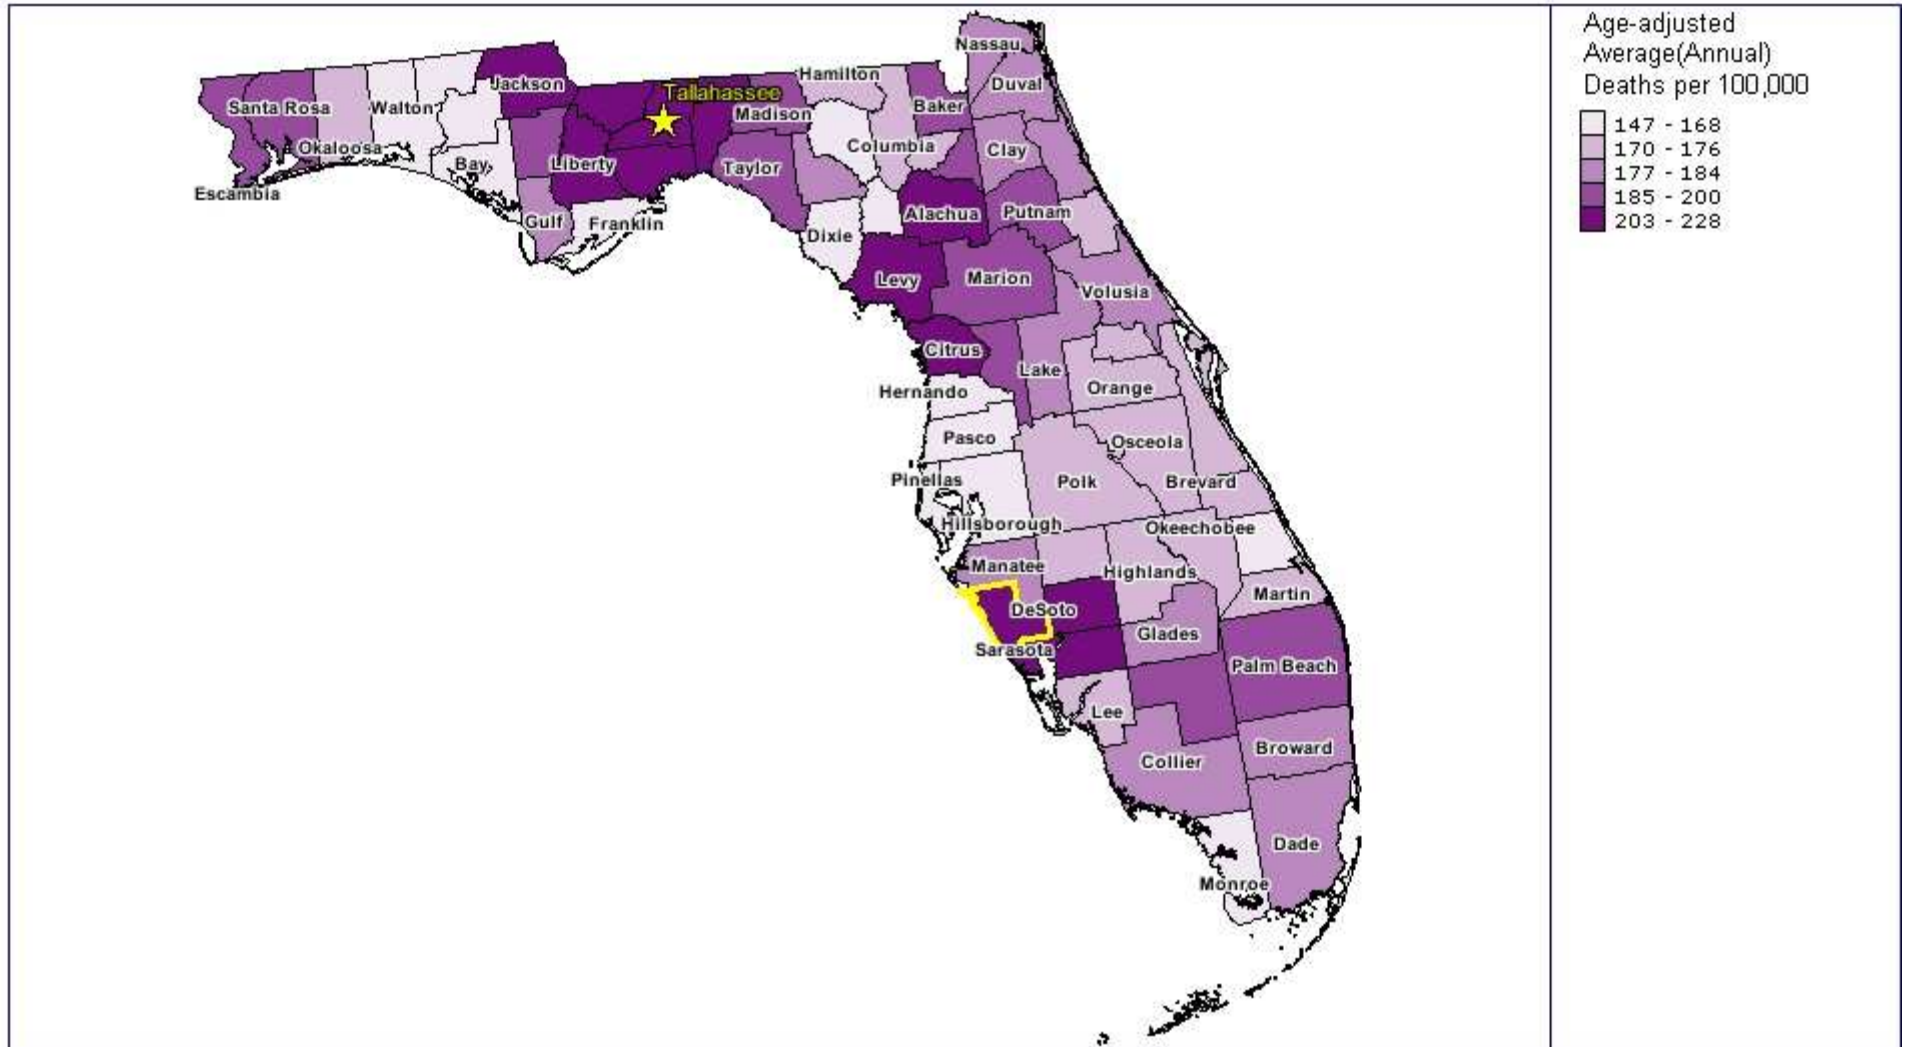 Nassau
Hamilton
Jackson
Duval
Tallahassee
Santa Rosa
Walton
Baker
Madison
Okaloosa
Columbia
Clay
Bay
Liberty
Taylor
Escambia
Alachua
Putnam
Gulf
Franklin
Dixie
Levy
Marion
Volusia
Citrus
Lake
Hernando
Orange
Pasco
Osceola
Pinellas
Polk
Brevard
Hillsborough
Okeechobee
Manatee
Highlands
Martin
DeSoto
Glades
Sarasota
Palm Beach
Lee
Broward
Collier
Dade
Monroe
Age-adjusted
Average(Annual)
Deaths per 100,000
147 - 168
170 - 176
177 - 184
185 - 200
203 - 228